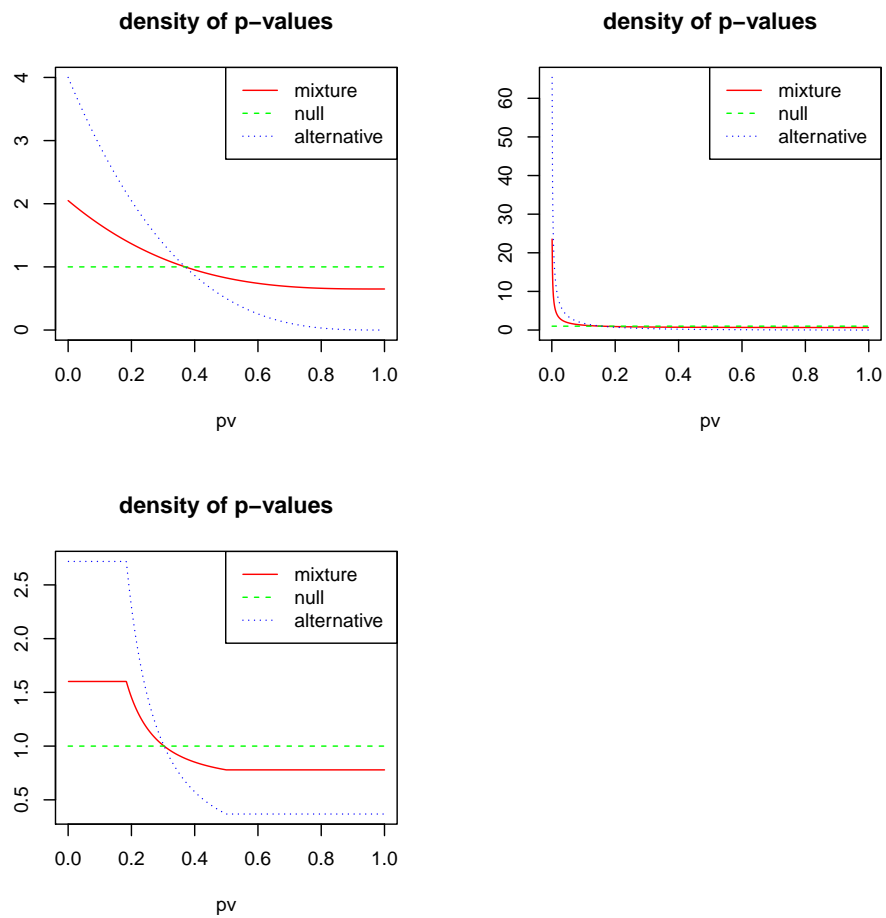 density of p−values
mixture
null
alternative
4
3
2
1
0
0.0 0.2 0.4 0.6 0.8 1.0
pv
density of p−values
mixture
null
alternative
60
50
40
30
20
10
0
0.0 0.2 0.4 0.6 0.8 1.0
pv
density of p−values
mixture
null
alternative
2.5
2.0
1.5
1.0
0.5
0.0 0.2 0.4 0.6 0.8 1.0
pv